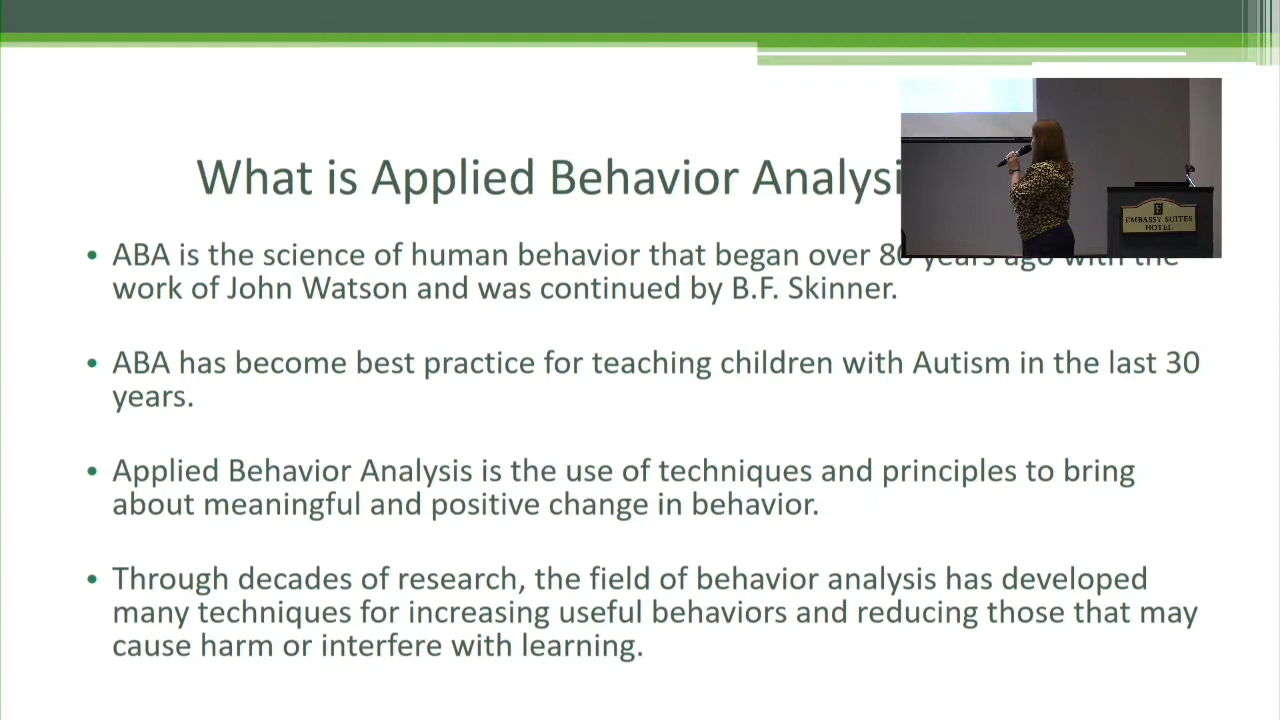 What is Applied Behavior Analysi
• ABA is the science of human behavior that began over 80 years ago with the
work of John Watson and was continued by B.F. Skinner.
• ABA has become best practice for teaching children with Autism in the last 30
years.
• Applied Behavior Analysis is the use of techniques and principles to bring
about meaningful and positive change in behavior.
• Through decades of research, the field of behavior analysis has developed
many techniques for increasing useful behaviors and reducing those that may
cause harm or interfere with learning.
E
EMBASSY SUITES
HOTEL